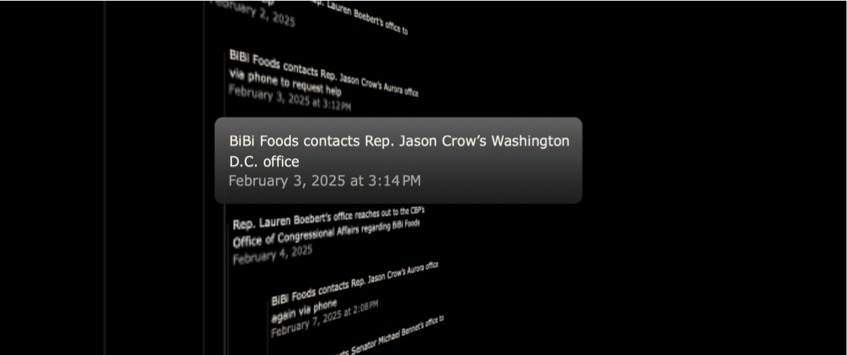 February 2, 2025
Rep. Lauren Boebert's office to
BiBi Foods contacts Rep. Jason Crow's Aurora office
via phone to request help
February 3, 2025 at 3:12PM
BiBi Foods contacts Rep. Jason Crow's Washington
D.C. office
February 3, 2025 at 3:14 PM
Rep. Lauren Boebert's office reaches out to the CBP's
Office of Congressional Affairs regarding BiBi Foods
February 4, 2025
BiBi Foods contacts Rep. Jason Crow's Aurora office
again via phone
February 7, 2025 at 2:08PM
Senator Michael Bennet's office to